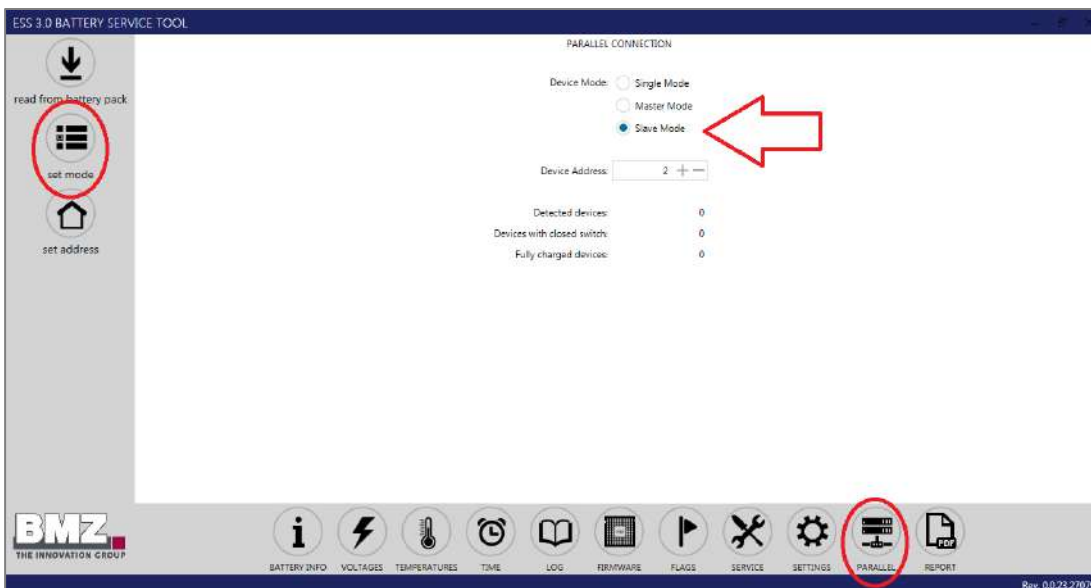 ESS 3.0 BATTERY SERVICE TOOL
read from battery pack
set mode
set address
PARALLEL CONNECTION
Device Mode: Single Mode
Master Mode
Slave Mode
Device Address: 2 + −
Detected devices: 0
Devices with closed switch: 0
Fully charged devices: 0
BMZ
THE INNOVATION GROUP
BATTERY INFO VOLTAGES TEMPERATURES TIME LOG FIRMWARE FLAGS SERVICE SETTINGS PARALLEL REPORT
PDF
Rev.